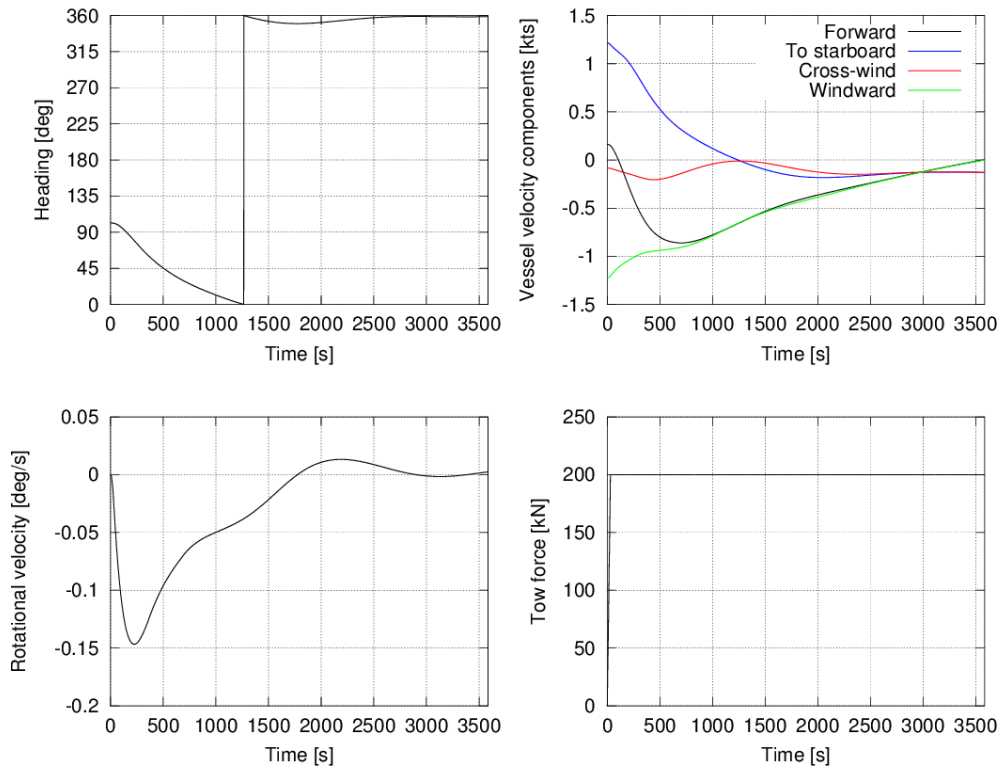 360
315
270
225
180
135
90
45
0
Heading [deg]
0 500 1000 1500 2000 2500 3000 3500
Time [s]
1.5
1
0.5
0
-0.5
-1
-1.5
Vessel velocity components [kts]
Forward
To starboard
Cross-wind
Windward
0 500 1000 1500 2000 2500 3000 3500
Time [s]
0.05
0
-0.05
-0.1
-0.15
-0.2
Rotational velocity [deg/s]
0 500 1000 1500 2000 2500 3000 3500
Time [s]
250
200
150
100
50
0
Tow force [kN]
0 500 1000 1500 2000 2500 3000 3500
Time [s]